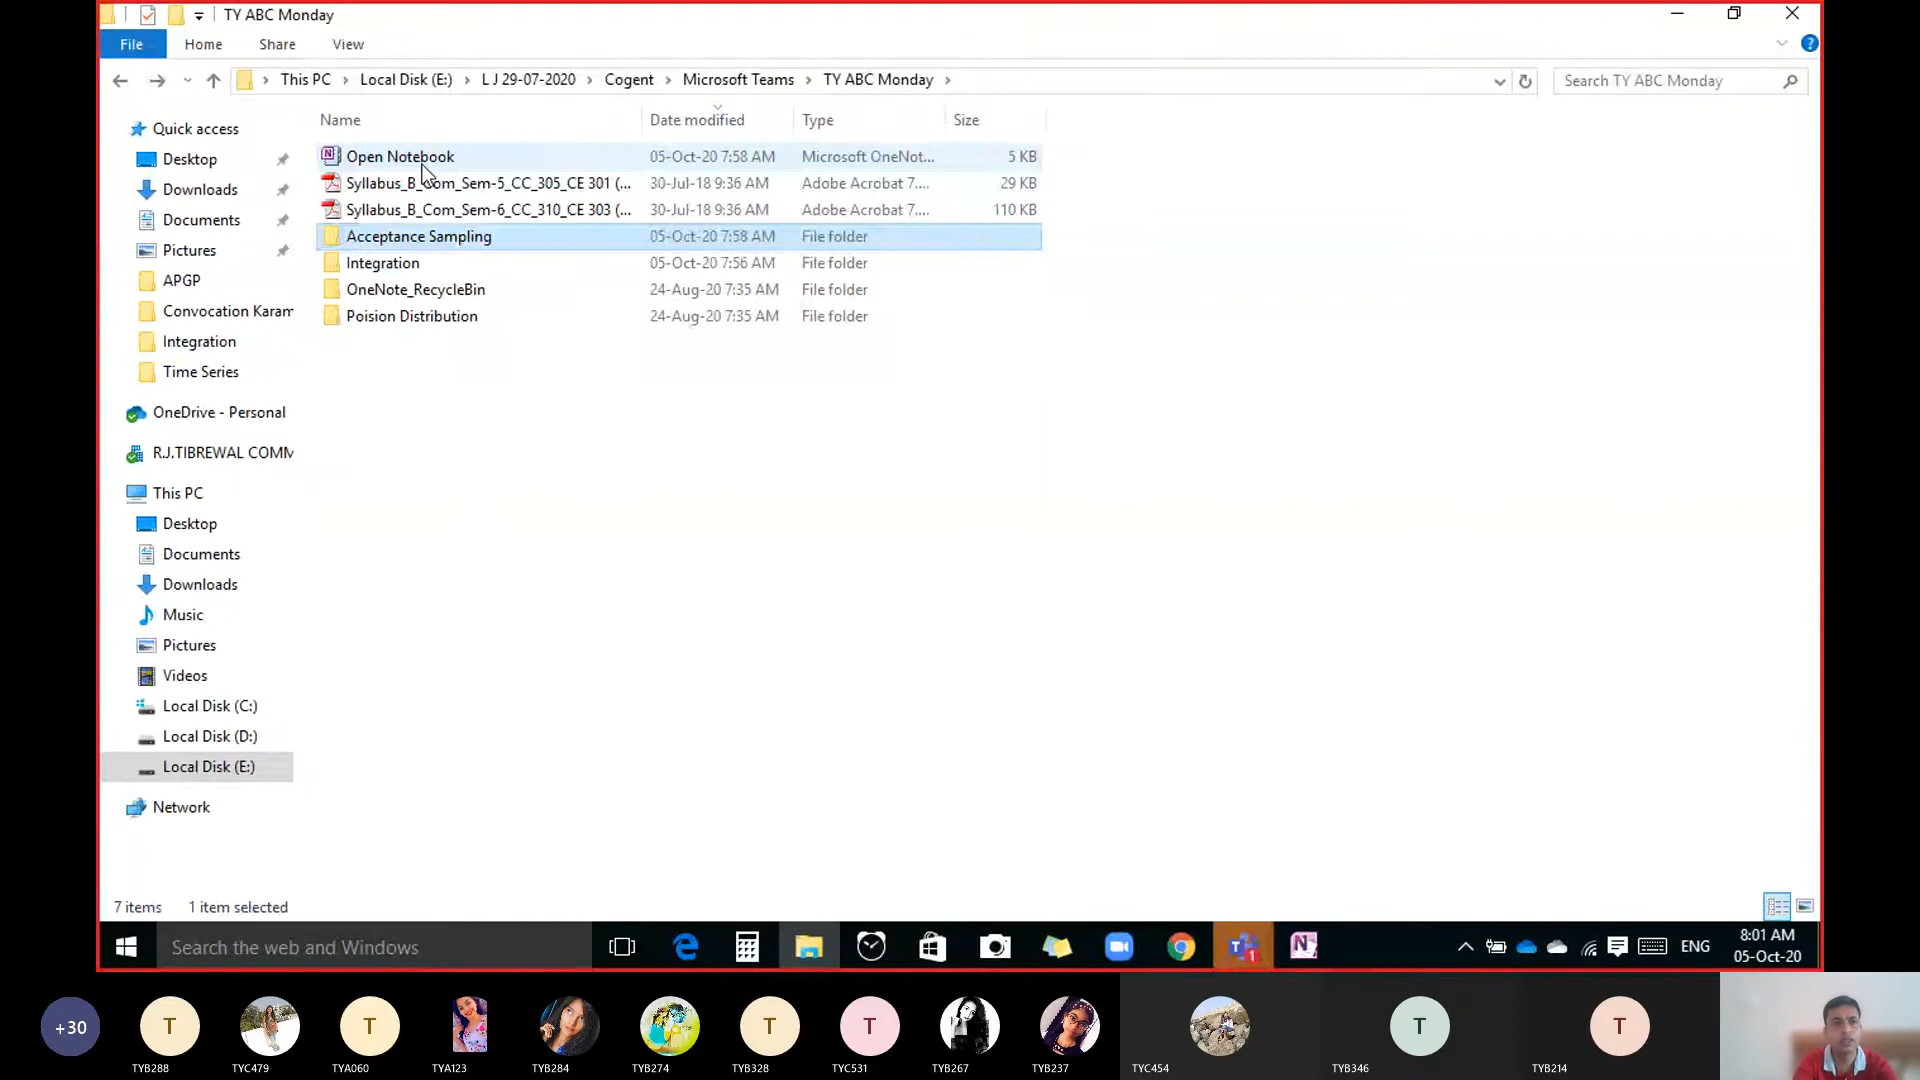 TY ABC Monday
File Home Share View
This PC Local Disk (E:) L J 29-07-2020 Cogent Microsoft Teams TY ABC Monday
Search TY ABC Monday
Name Date modified Type Size
Open Notebook 05-Oct-20 7:58 AM Microsoft OneNot... 5 KB
Syllabus_B_Com_Sem-5_CC_305_CE 301 (... 30-Jul-18 9:36 AM Adobe Acrobat 7.... 29 KB
Syllabus_B_Com_Sem-6_CC_310_CE 303 (... 30-Jul-18 9:36 AM Adobe Acrobat 7.... 110 KB
Acceptance Sampling 05-Oct-20 7:58 AM File folder
Integration 05-Oct-20 7:56 AM File folder
OneNote_RecycleBin 24-Aug-20 7:35 AM File folder
Poision Distribution 24-Aug-20 7:35 AM File folder
Quick access
Desktop
Downloads
Documents
Pictures
APGP
Convocation Karam
Integration
Time Series
OneDrive - Personal
R.J.TIBREWAL COMM
This PC
Desktop
Documents
Downloads
Music
Pictures
Videos
Local Disk (C:)
Local Disk (D:)
Local Disk (E:)
Network
7 items 1 item selected
Search the web and Windows
1
ENG
8:01 AM
05-Oct-20
+30 T T T T T T
TYB288 TYC479 TYA060 TYA123 TYB284 TYB274 TYB328 TYC531 TYB267 TYB237 TYC454 TYB346 TYB214